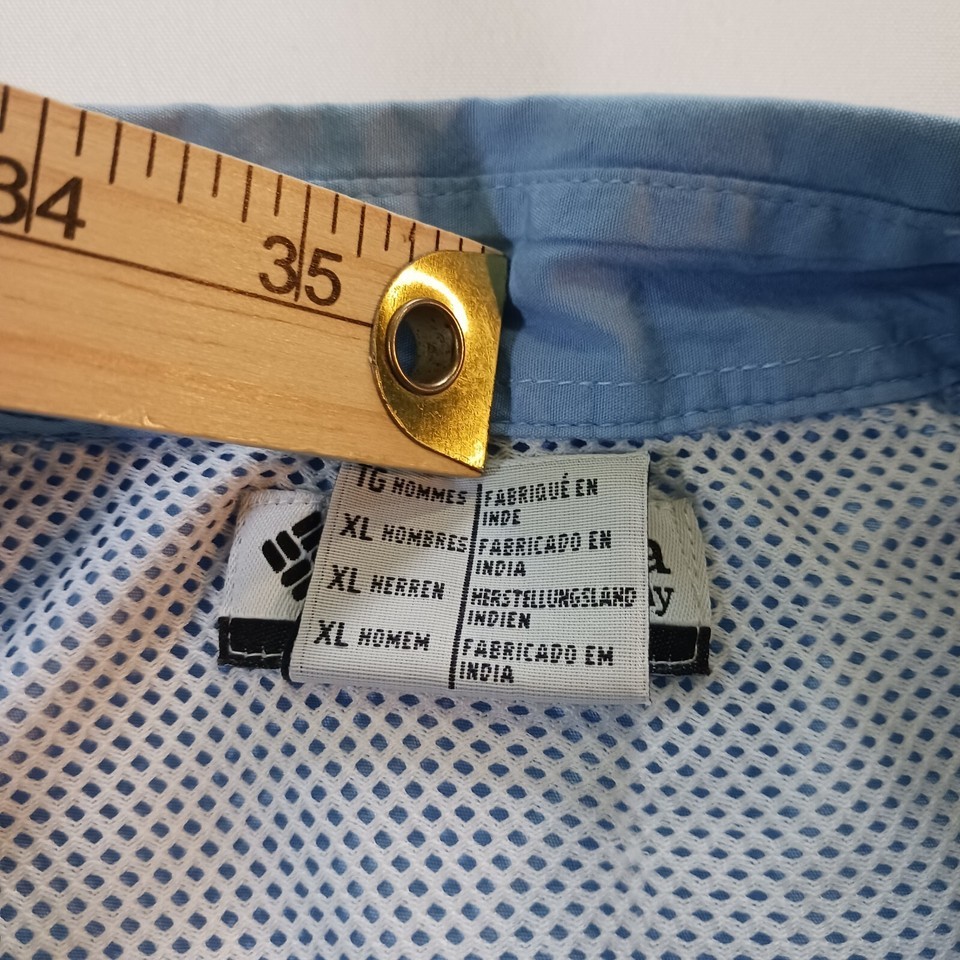 34
35
TG HOMMES
FABRIQUÉ EN
INDE
XL HOMBRES
FABRICADO EN
INDIA
XL HERREN
HERSTELLUNGSLAND
INDIEN
XL HOMEM
FABRICADO EM
INDIA